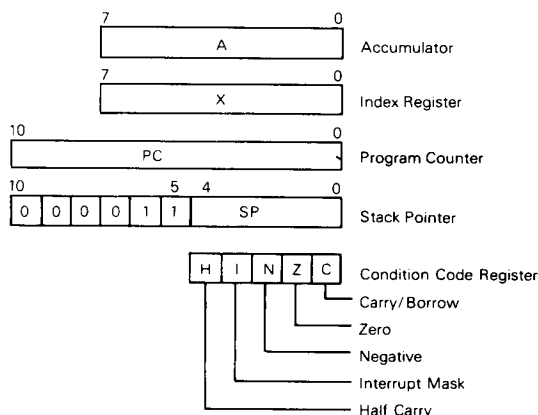 7 0
A Accumulator
7 0
X Index Register
10 0
PC Program Counter
10 5 4 0
0 0 0 0 1 1 SP Stack Pointer
H I N Z C Condition Code Register
Carry/Borrow
Zero
Negative
Interrupt Mask
Half Carry